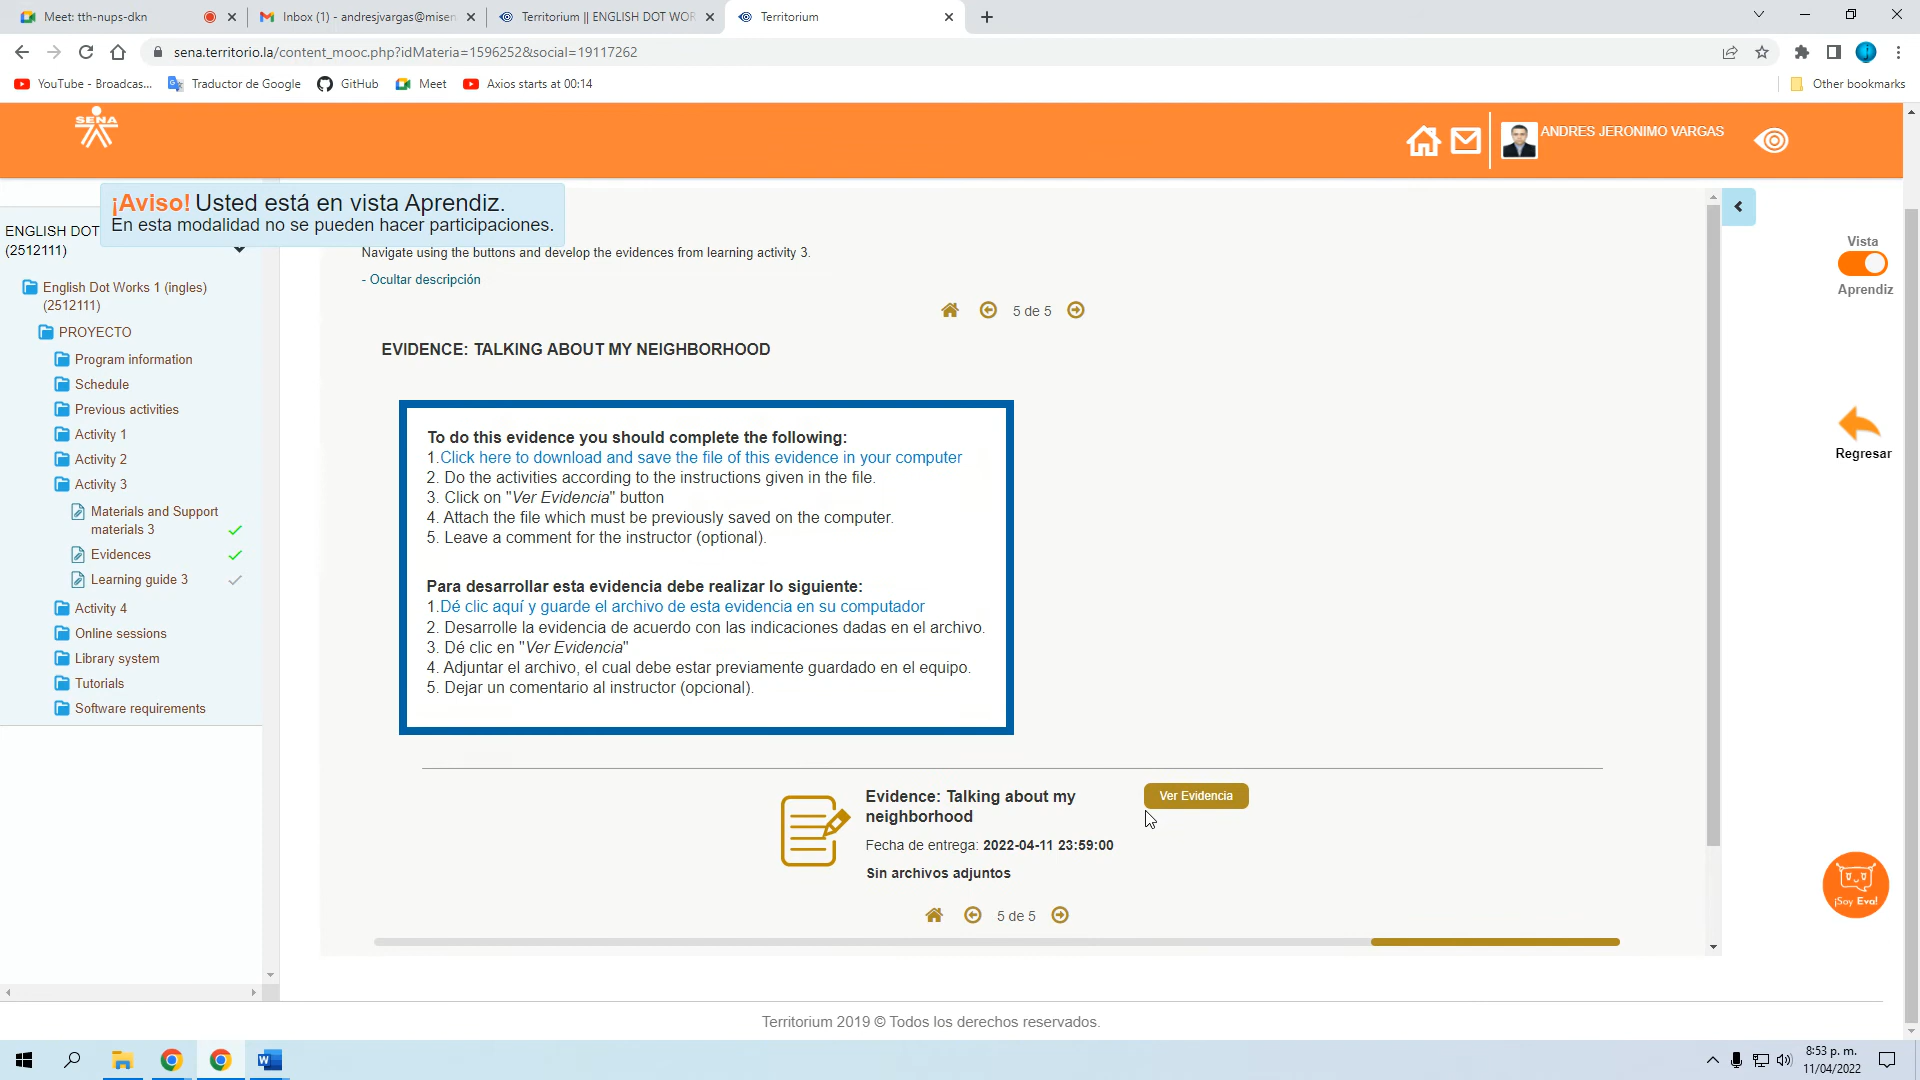 Meet: tth-nups-dkn
Inbox (1) - andresjvargas@misen
Territorium || ENGLISH DOT WOR
Territorium
sena.territorio.la/content_mooc.php?idMateria=1596252&social=19117262
YouTube - Broadcas...
Traductor de Google
GitHub
Meet
Axios starts at 00:14
Other bookmarks
SENA
ANDRES JERONIMO VARGAS
¡Aviso! Usted está en vista Aprendiz.
En esta modalidad no se pueden hacer participaciones.
ENGLISH DOT
(2512111)
English Dot Works 1 (ingles)
(2512111)
PROYECTO
Program information
Schedule
Previous activities
Activity 1
Activity 2
Activity 3
Materials and Support
materials 3
Evidences
Learning guide 3
Activity 4
Online sessions
Library system
Tutorials
Software requirements
Navigate using the buttons and develop the evidences from learning activity 3.
- Ocultar descripción
5 de 5
EVIDENCE: TALKING ABOUT MY NEIGHBORHOOD
To do this evidence you should complete the following:
1.Click here to download and save the file of this evidence in your computer
2. Do the activities according to the instructions given in the file.
3. Click on "Ver Evidencia" button
4. Attach the file which must be previously saved on the computer.
5. Leave a comment for the instructor (optional).
Para desarrollar esta evidencia debe realizar lo siguiente:
1.Dé clic aquí y guarde el archivo de esta evidencia en su computador
2. Desarrolle la evidencia de acuerdo con las indicaciones dadas en el archivo.
3. Dé clic en "Ver Evidencia"
4. Adjuntar el archivo, el cual debe estar previamente guardado en el equipo.
5. Dejar un comentario al instructor (opcional).
Evidence: Talking about my
neighborhood
Ver Evidencia
Fecha de entrega: 2022-04-11 23:59:00
Sin archivos adjuntos
5 de 5
Vista
Aprendiz
Regresar
¡Soy Eva!
Territorium 2019 © Todos los derechos reservados.
8:53 p. m.
11/04/2022